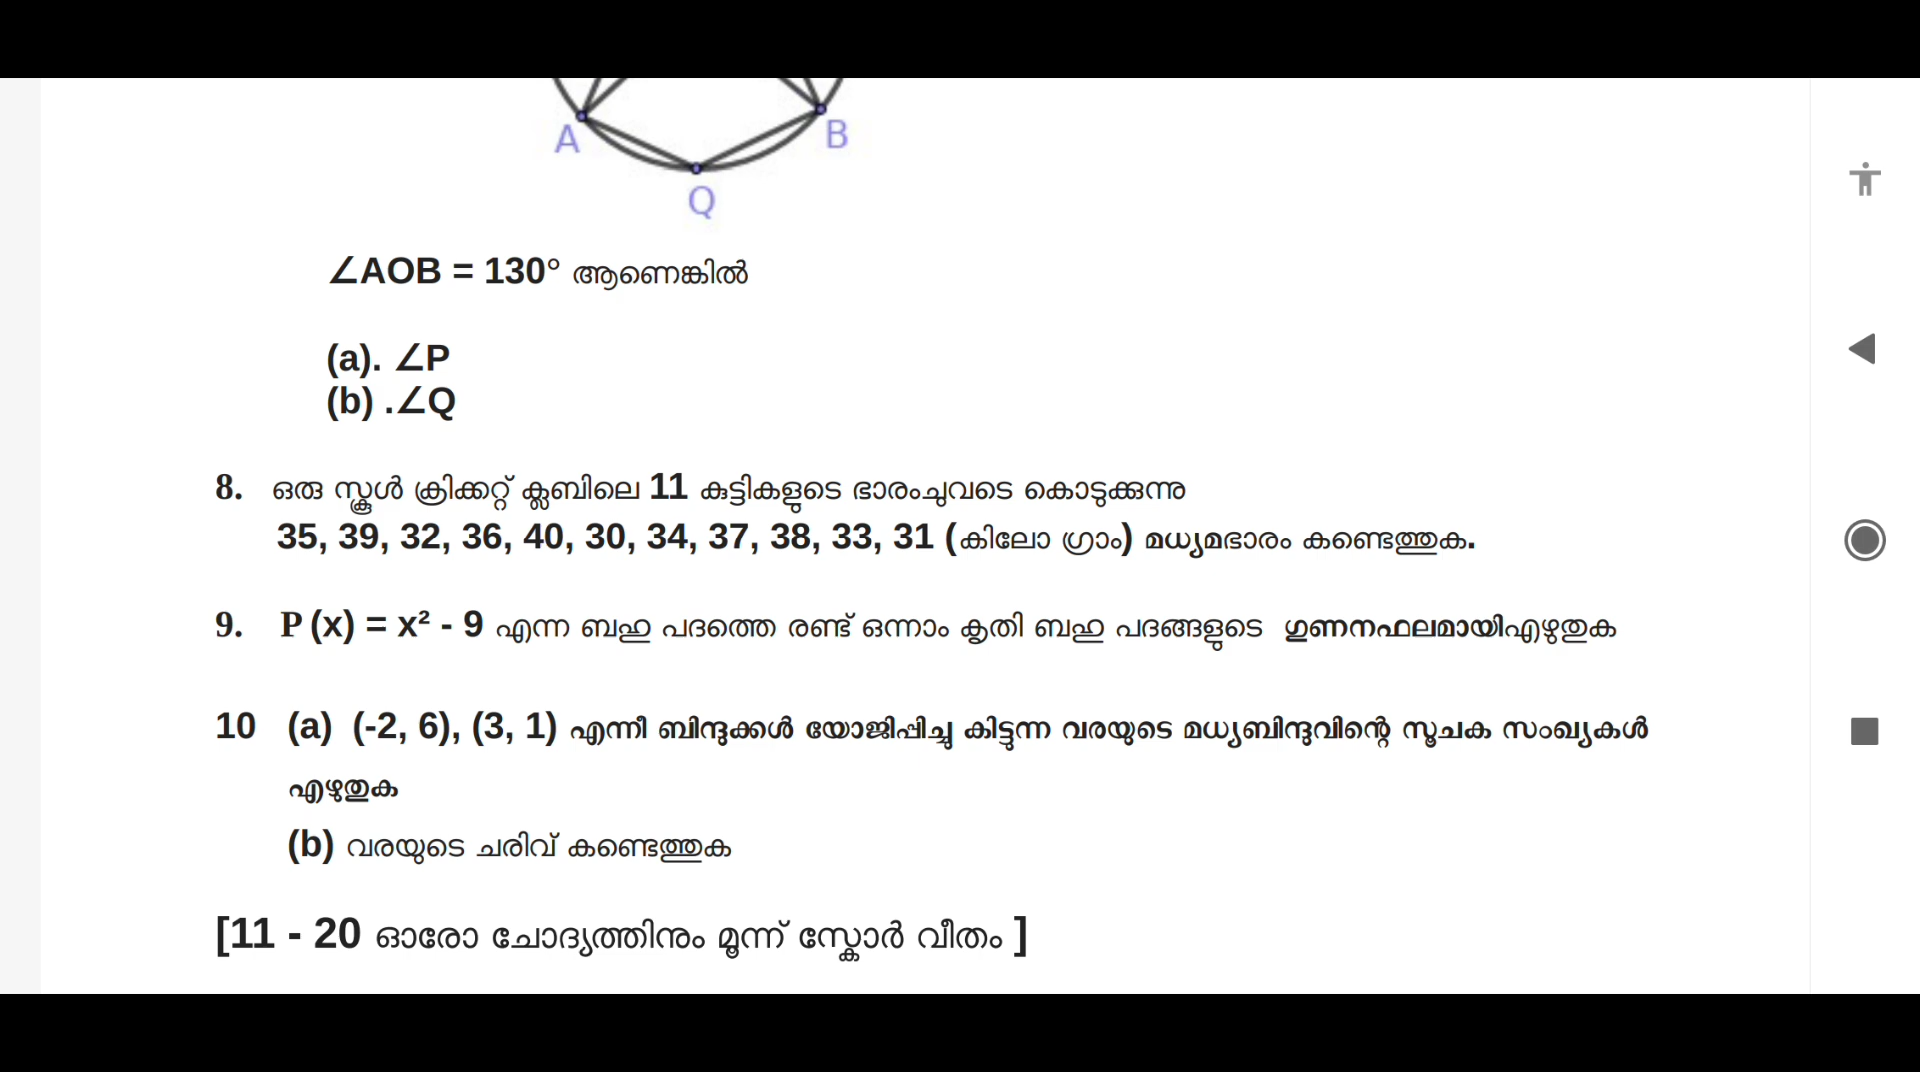 A
B
Q
∠AOB = 130° ആണെങ്കിൽ
(a). ∠P
(b) .∠Q
8. ഒരു സ്കൂൾ ക്രിക്കറ്റ് ക്ലബിലെ 11 കുട്ടികളുടെ ഭാരംചുവടെ കൊടുക്കുന്നു
35, 39, 32, 36, 40, 30, 34, 37, 38, 33, 31 (കിലോ ഗ്രാം) മധ്യമഭാരം കണ്ടെത്തുക.
9. P (x) = x² - 9 എന്ന ബഹു പദത്തെ രണ്ട് ഒന്നാം കൃതി ബഹു പദങ്ങളുടെ ഗുണനഫലമായിഎഴുതുക
10 (a) (-2, 6), (3, 1) എന്നീ ബിന്ദുക്കൾ യോജിപ്പിച്ചു കിട്ടുന്ന വരയുടെ മധ്യബിന്ദുവിന്റെ സൂചക സംഖ്യകൾ
എഴുതുക
(b) വരയുടെ ചരിവ് കണ്ടെത്തുക
[11 - 20 ഓരോ ചോദ്യത്തിനും മൂന്ന് സ്കോർ വീതം ]